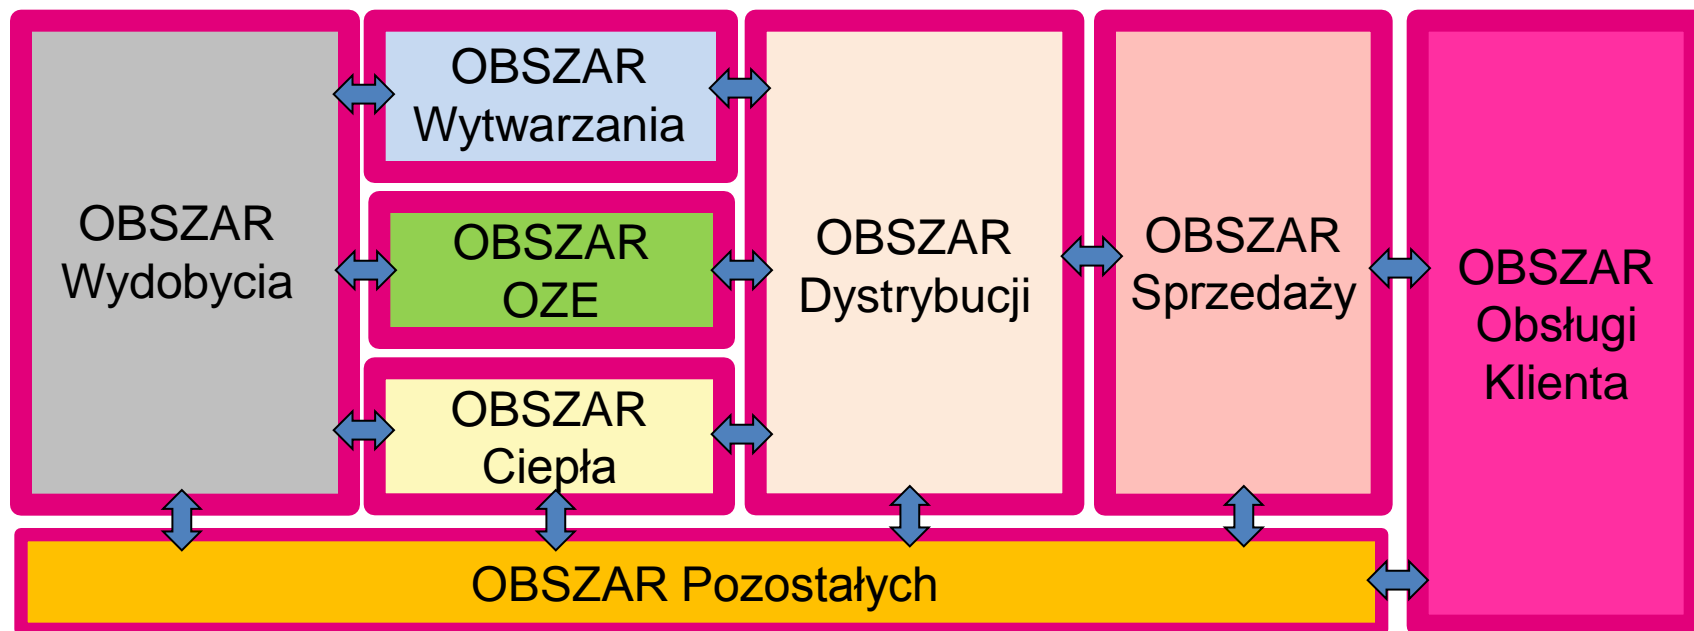 OBSZAR
Wydobycia
OBSZAR
Wytwarzania
OBSZAR
OZE
OBSZAR
Ciepła
OBSZAR
Dystrybucji
OBSZAR
Sprzedaży
OBSZAR
Obsługi
Klienta
OBSZAR Pozostałych